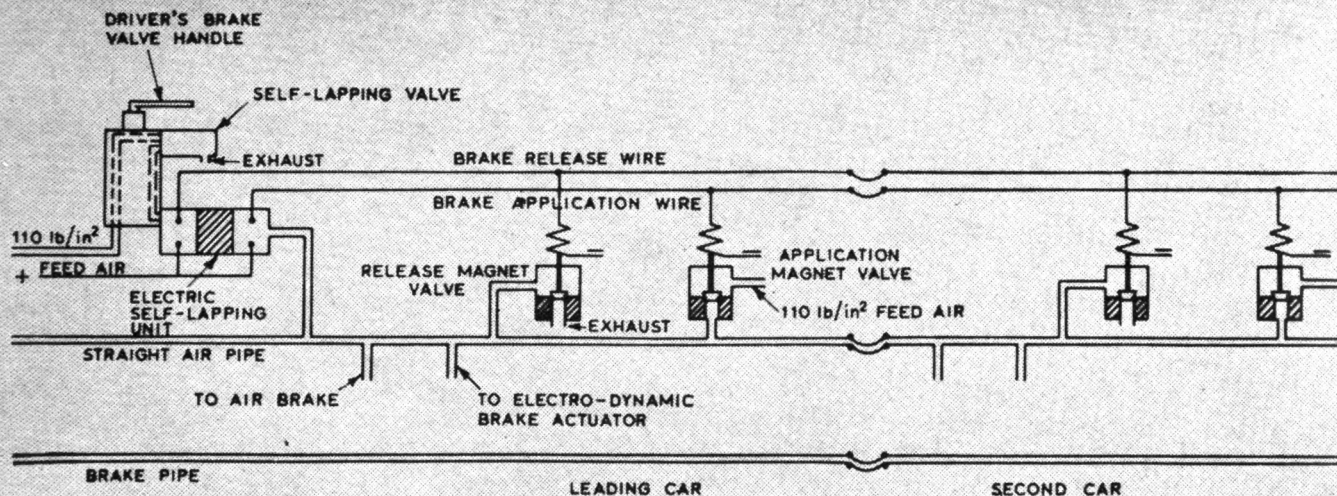 DRIVER'S BRAKE
VALVE HANDLE
SELF-LAPPING VALVE
EXHAUST
BRAKE RELEASE WIRE
BRAKE APPLICATION WIRE
110 lb/in²
+ FEED AIR
ELECTRIC
SELF-LAPPING
UNIT
RELEASE MAGNET
VALVE
APPLICATION
MAGNET VALVE
EXHAUST
110 lb/in² FEED AIR
STRAIGHT AIR PIPE
TO AIR BRAKE
TO ELECTRO-DYNAMIC
BRAKE ACTUATOR
BRAKE PIPE
LEADING CAR
SECOND CAR